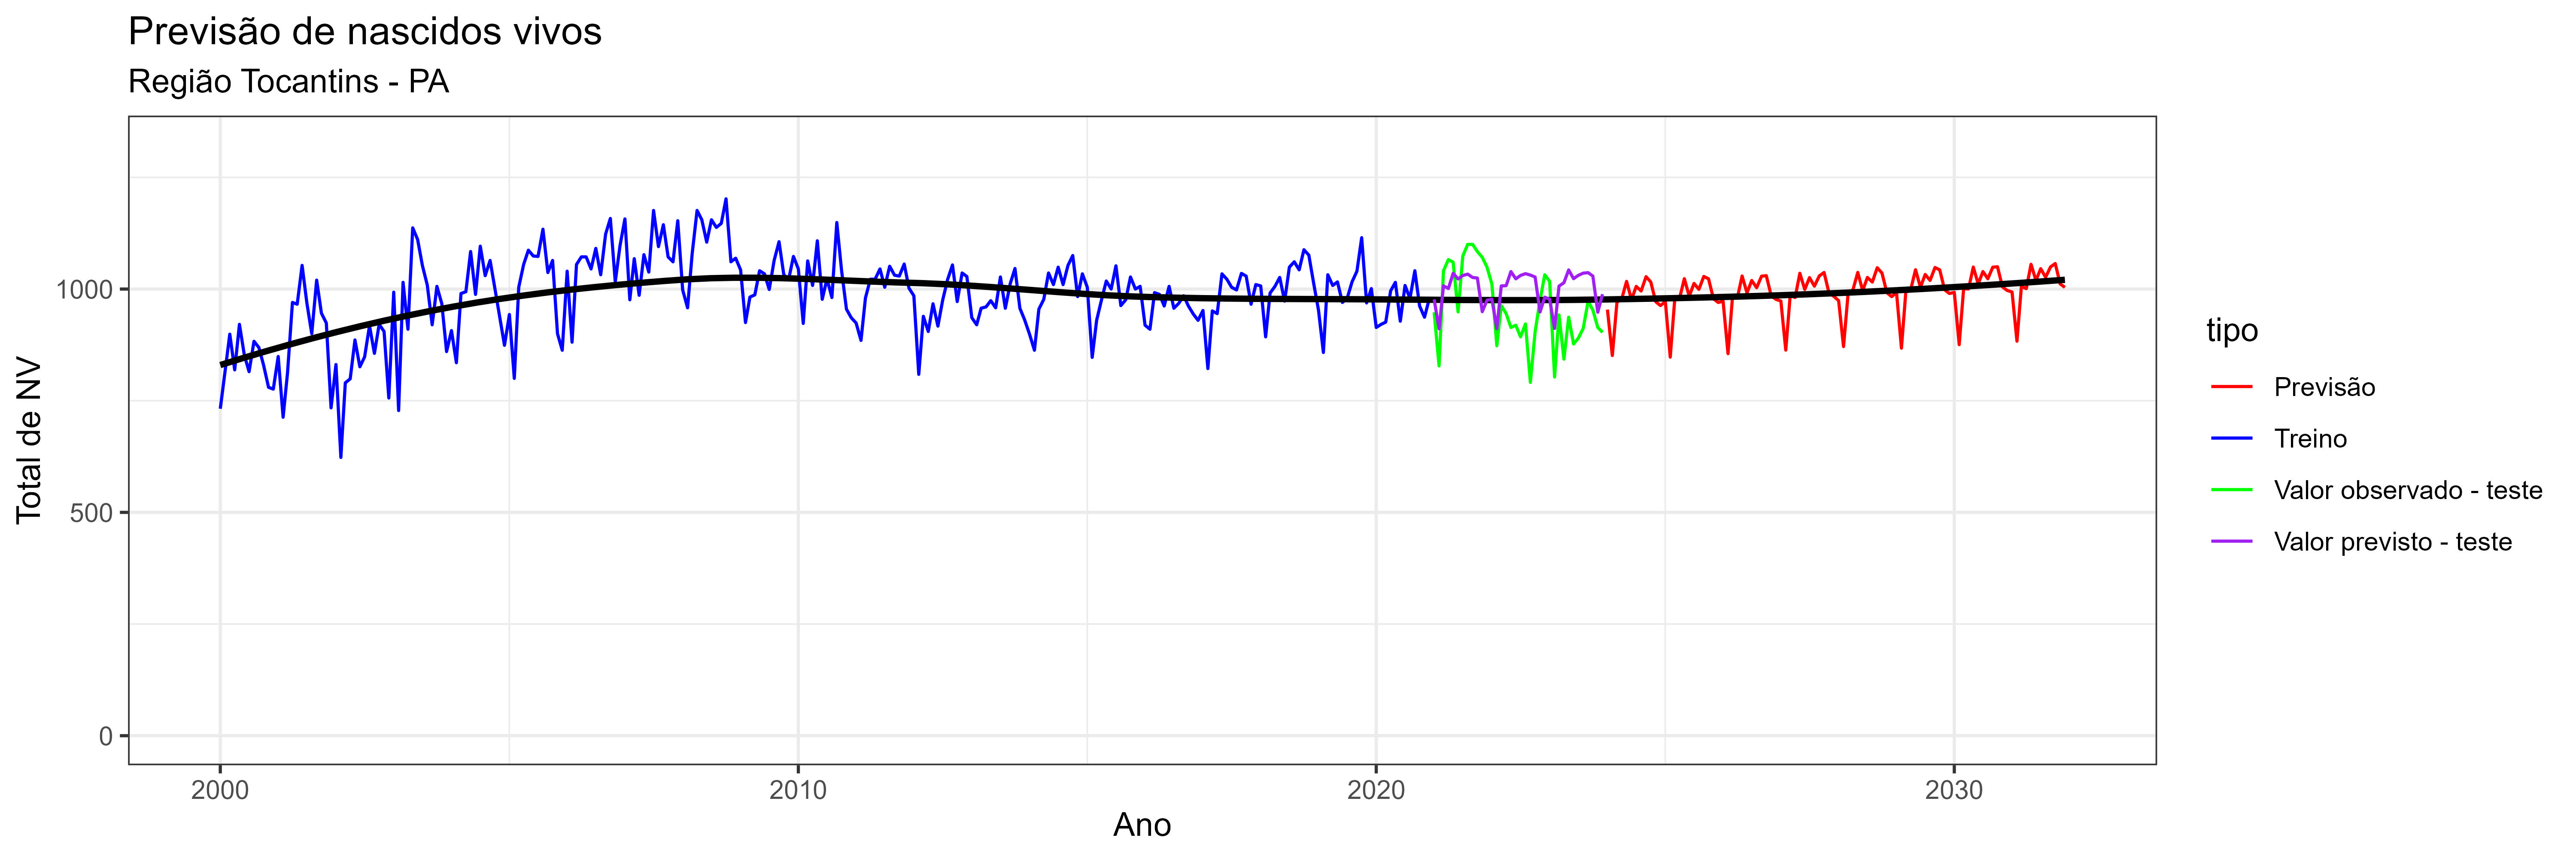 Previsão de nascidos vivos
Região Tocantins - PA
Total de NV
1000
500
0
2000
2010
2020
2030
Ano
tipo
Previsão
Treino
Valor observado - teste
Valor previsto - teste